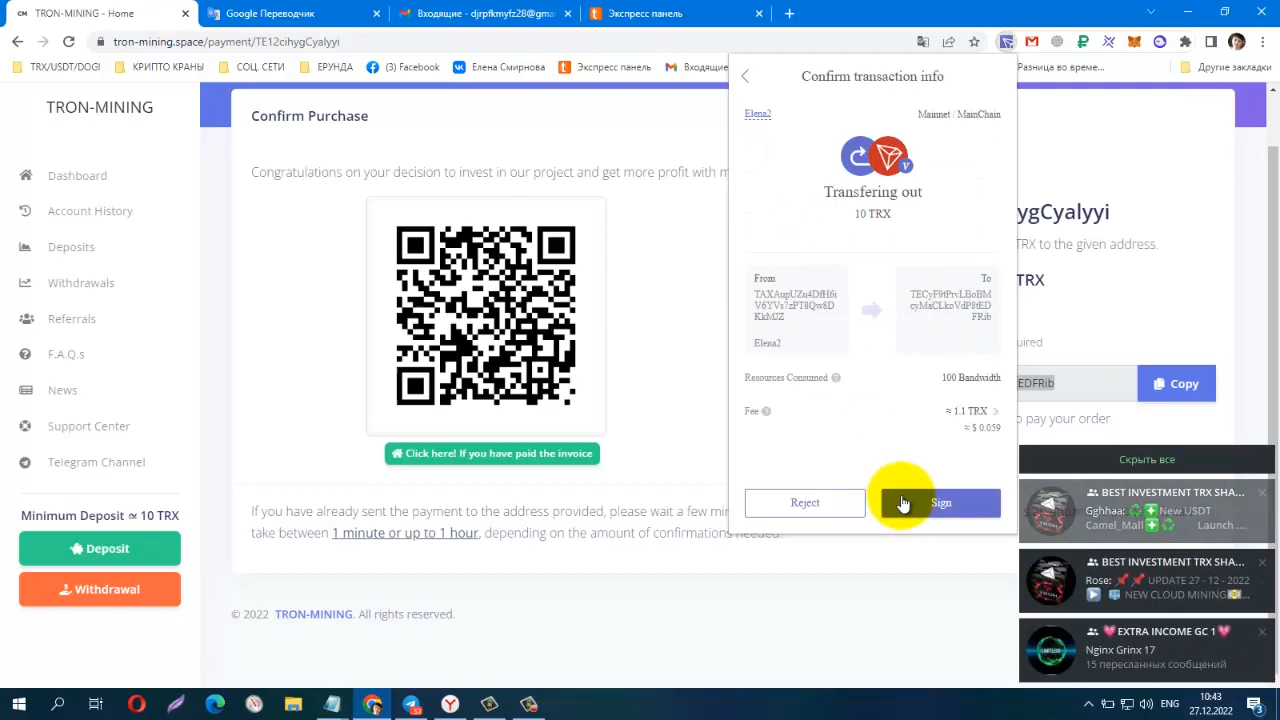 TRON-MINING - Home
Google Переводчик
Входящие - djrpfkmyfz28@gma
Экспресс панель
tron-mining.space/payment/TE12cihygCyalyyi
TRX/USDT/DOGI
КРИПТО КРАНЫ
СОЦ. СЕТИ
ЕРУНДА
(3) Facebook
Елена Смирнова
Экспресс панель
Входящие
Разница во време...
Другие закладки
TRON-MINING
Dashboard
Account History
Deposits
Withdrawals
Referrals
F.A.Q.s
News
Support Center
Telegram Channel
Minimum Deposit ≃ 10 TRX
Deposit
Withdrawal
Confirm Purchase
Congratulations on your decision to invest in our project and get more profit with m
Click here! If you have paid the invoice
If you have already sent the payment to the address provided, please wait a few min
take between 1 minute or up to 1 hour, depending on the amount of confirmations needed.
© 2022 TRON-MINING. All rights reserved.
Confirm transaction info
Elena2
Mainnet / MainChain
Transfering out
10 TRX
From
To
Elena2
Resources Consumed
100 Bandwidth
Fee
≈ 1.1 TRX
≈ $ 0.059
Reject
Sign
ygCyalyyi
TRX to the given address.
TRX
uired
EDFRib
Copy
o pay your order
Скрыть все
BEST INVESTMENT TRX SHA...
Gghhaa: New USDT
Camel_Mall Launch ...
BEST INVESTMENT TRX SHA...
Rose: UPDATE 27 - 12 - 2022
NEW CLOUD MINING ...
EXTRA INCOME GC 1
Nginx Grinx 17
15 пересланных сообщений
ENG
10:43
27.12.2022